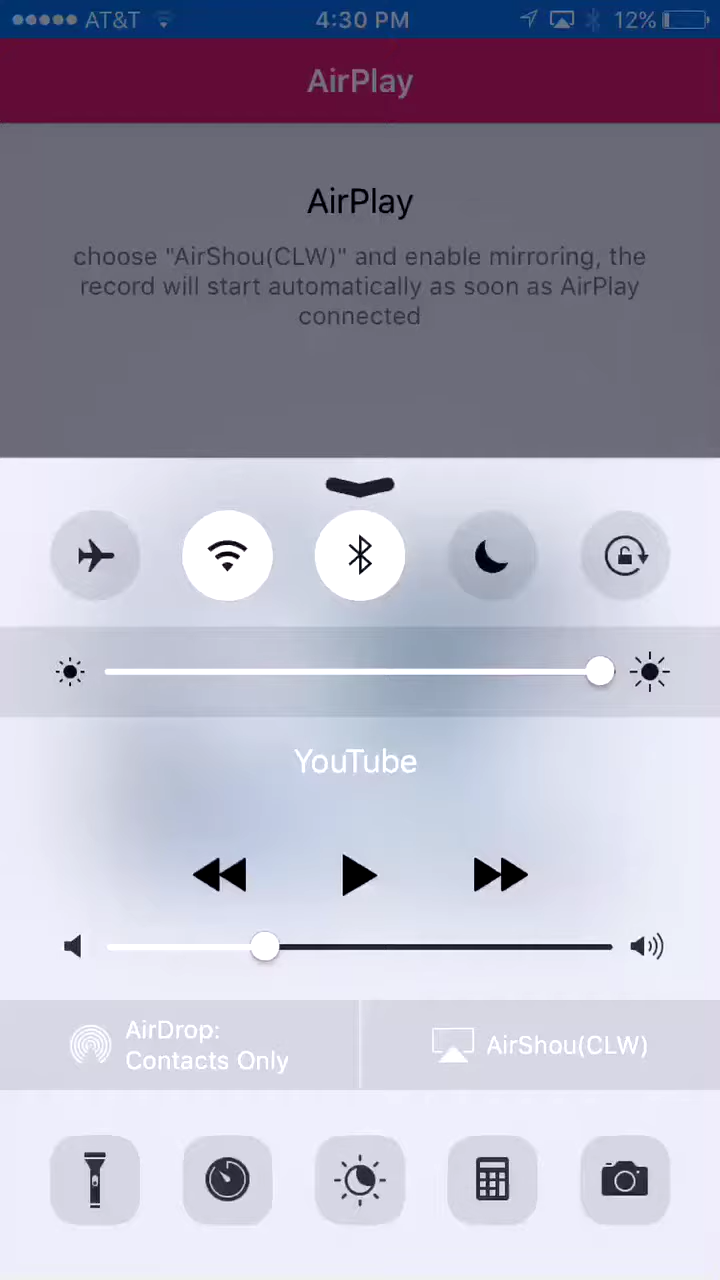 AT&T 4:30 PM 12%
AirPlay
AirPlay
choose "AirShou(CLW)" and enable mirroring, the
record will start automatically as soon as AirPlay
connected
YouTube
AirDrop:
Contacts Only
AirShou(CLW)